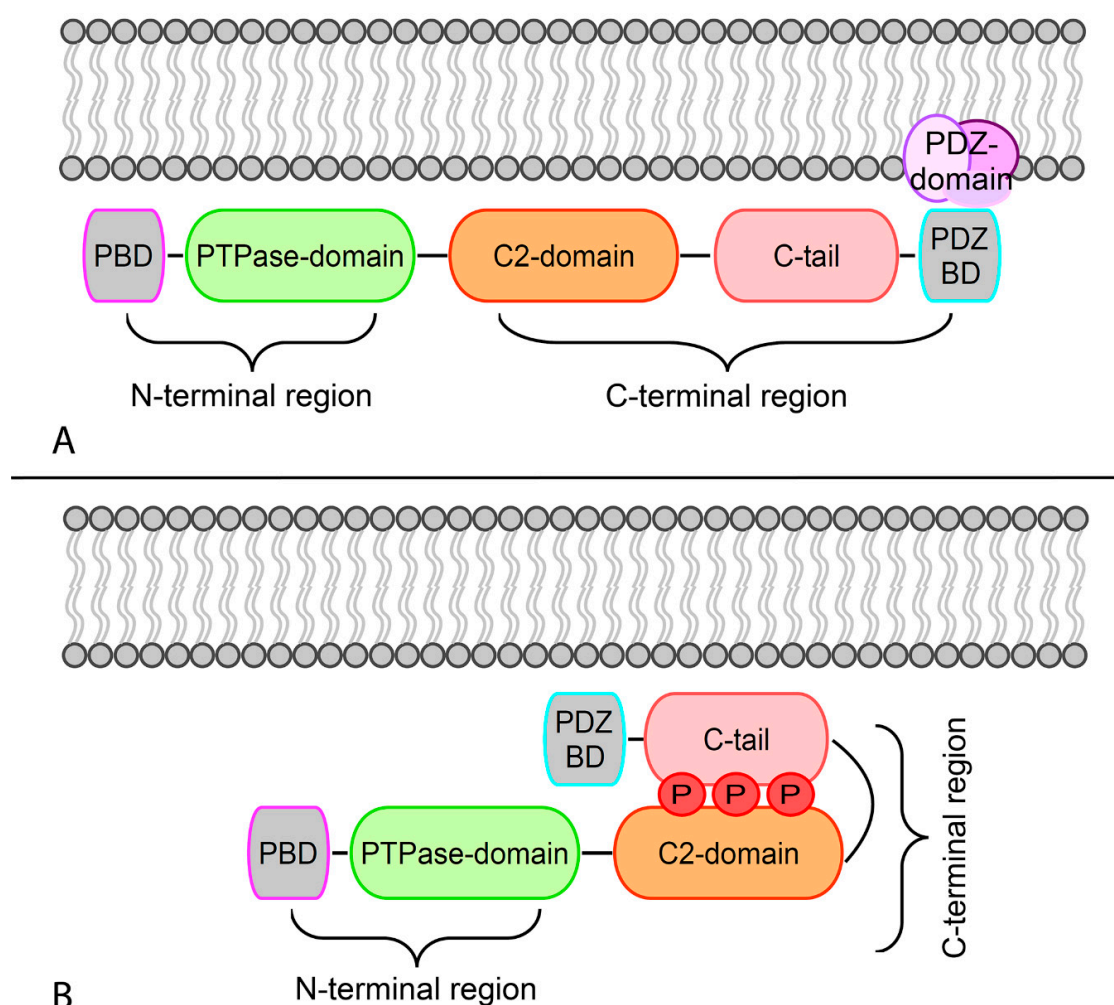 PDZ-
domain
PBD
PTPase-domain
C2-domain
C-tail
PDZ
BD
N-terminal region
C-terminal region
A
PDZ
BD
C-tail
P
P
P
PBD
PTPase-domain
C2-domain
C-terminal region
N-terminal region
B